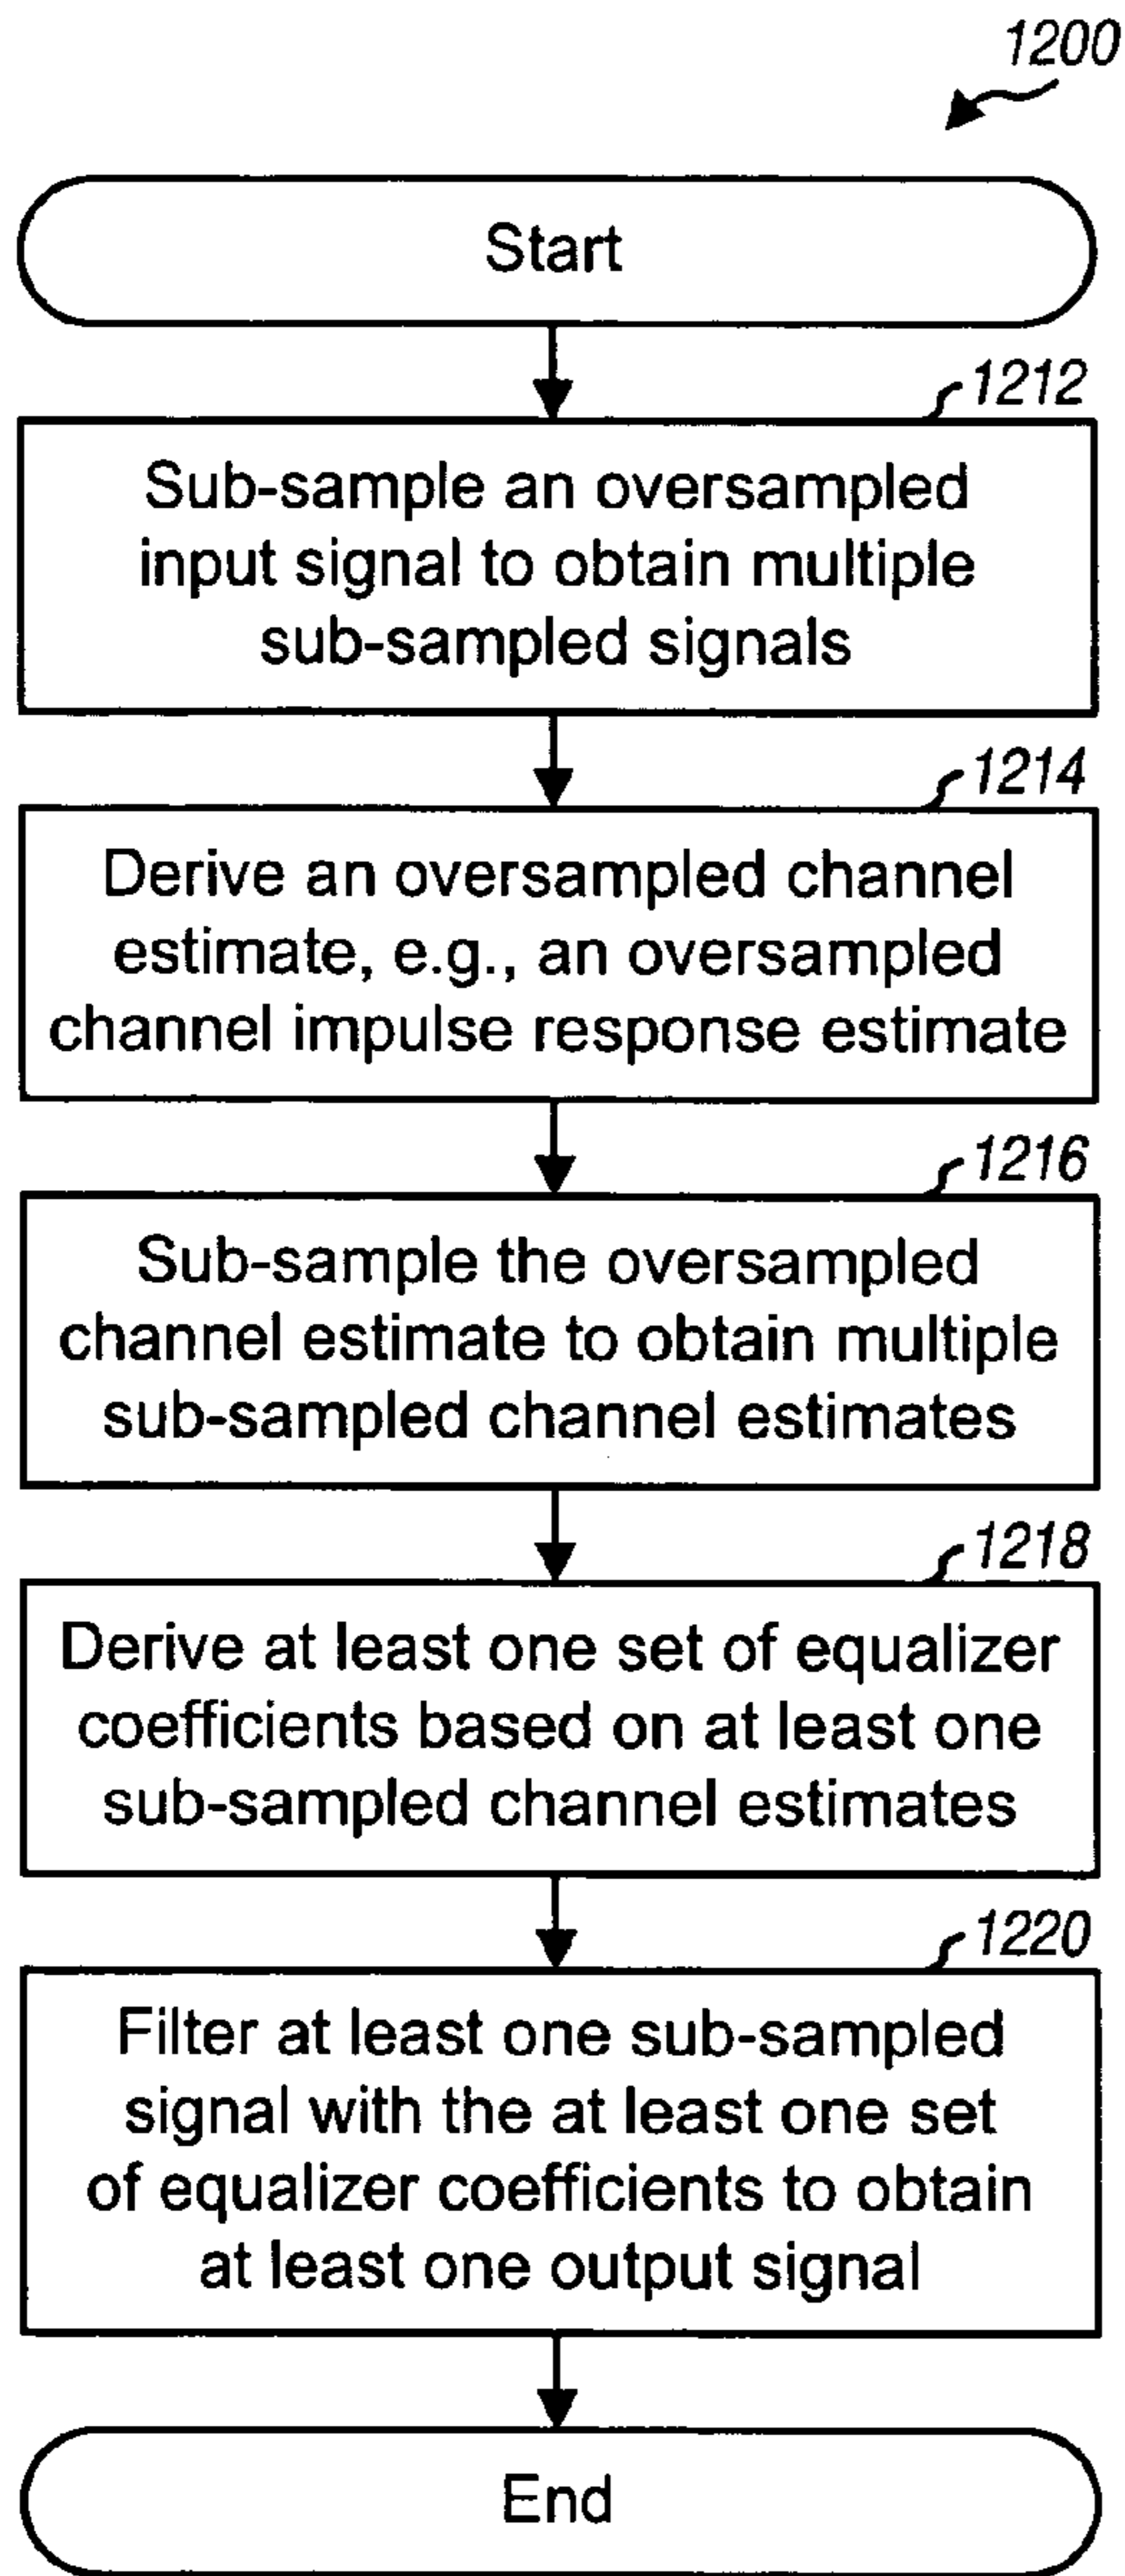 1200
Start
1212
Sub-sample an oversampled
input signal to obtain multiple
sub-sampled signals
1214
Derive an oversampled channel
estimate, e.g., an oversampled
channel impulse response estimate
1216
Sub-sample the oversampled
channel estimate to obtain multiple
sub-sampled channel estimates
1218
Derive at least one set of equalizer
coefficients based on at least one
sub-sampled channel estimates
1220
Filter at least one sub-sampled
signal with the at least one set
of equalizer coefficients to obtain
at least one output signal
End